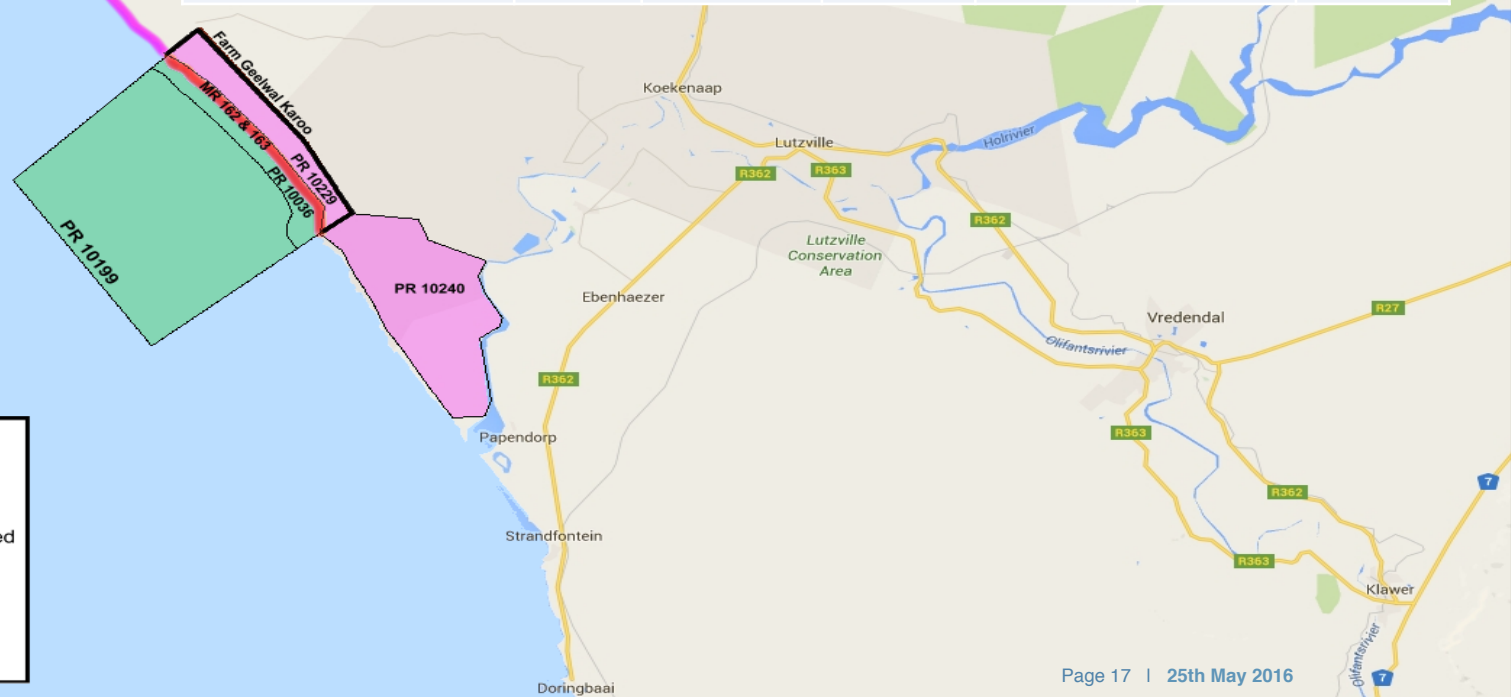 Koekenaap
Farm Geelwal Karoo
MR 162 & 163
PR 10229
PR 10036
PR 10199
PR 10240
Lutzville
Holrivier
R362
R363
R362
Lutzville
Conservation
Area
Ebenhaezer
R27
Vredendal
Olifantsrivier
R362
R363
Papendorp
7
R362
ed
Strandfontein
R363
Klawer
Olifantsrivier
7
Doringbaai
Page 17 | 25th May 2016